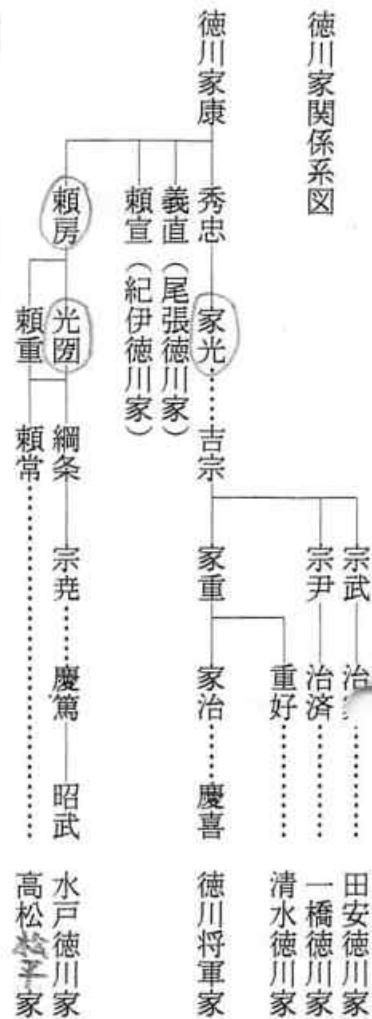 徳川家関係系図
宗武 治 田安徳川家
宗尹 治済 一橋徳川家
重好 清水徳川家
徳川家康 秀忠 家光 吉宗 家重 家治 慶喜 徳川将軍家
義直(尾張徳川家)
頼宣(紀伊徳川家)
頼房 光圀 綱条 宗尭 慶篤 昭武 水戸徳川家
頼重 頼常 高松松平家